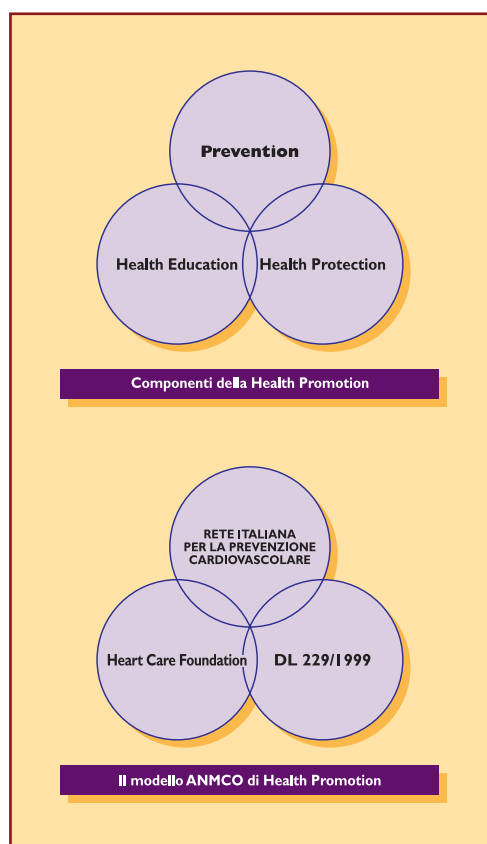 Prevention
Health Education
Health Protection
Componenti della Health Promotion
RETE ITALIANA
PER LA PREVENZIONE
CARDIOVASCOLARE
Heart Care Foundation
DL 229/1999
Il modello ANMCO di Health Promotion